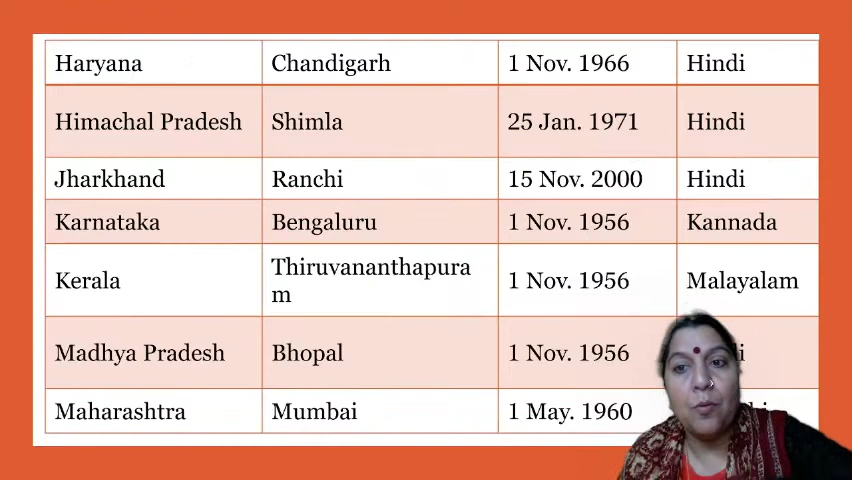 Haryana Chandigarh 1 Nov. 1966 Hindi
Himachal Pradesh Shimla 25 Jan. 1971 Hindi
Jharkhand Ranchi 15 Nov. 2000 Hindi
Karnataka Bengaluru 1 Nov. 1956 Kannada
Kerala Thiruvananthapura
m 1 Nov. 1956 Malayalam
Madhya Pradesh Bhopal 1 Nov. 1956
Maharashtra Mumbai 1 May. 1960